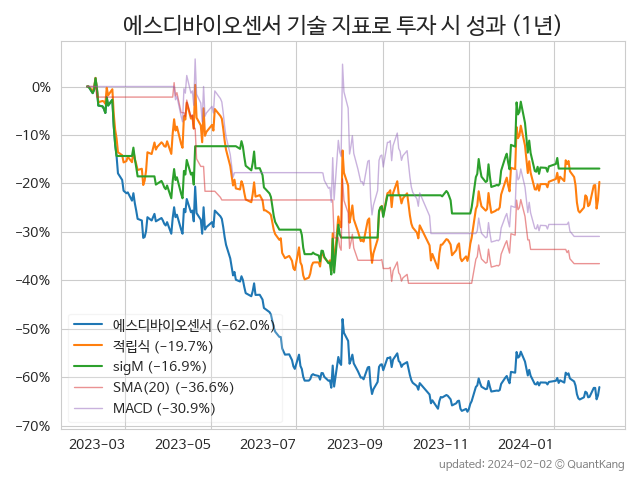 에스디바이오센서 기술 지표로 투자 시 성과 (1년)
0%
−10%
−20%
−30%
−40%
−50%
−60%
−70%
에스디바이오센서 (−62.0%)
적립식 (−19.7%)
sigM (−16.9%)
SMA(20) (−36.6%)
MACD (−30.9%)
2023−03 2023−05 2023−07 2023−09 2023−11 2024−01
updated: 2024−02−02 © QuantKang